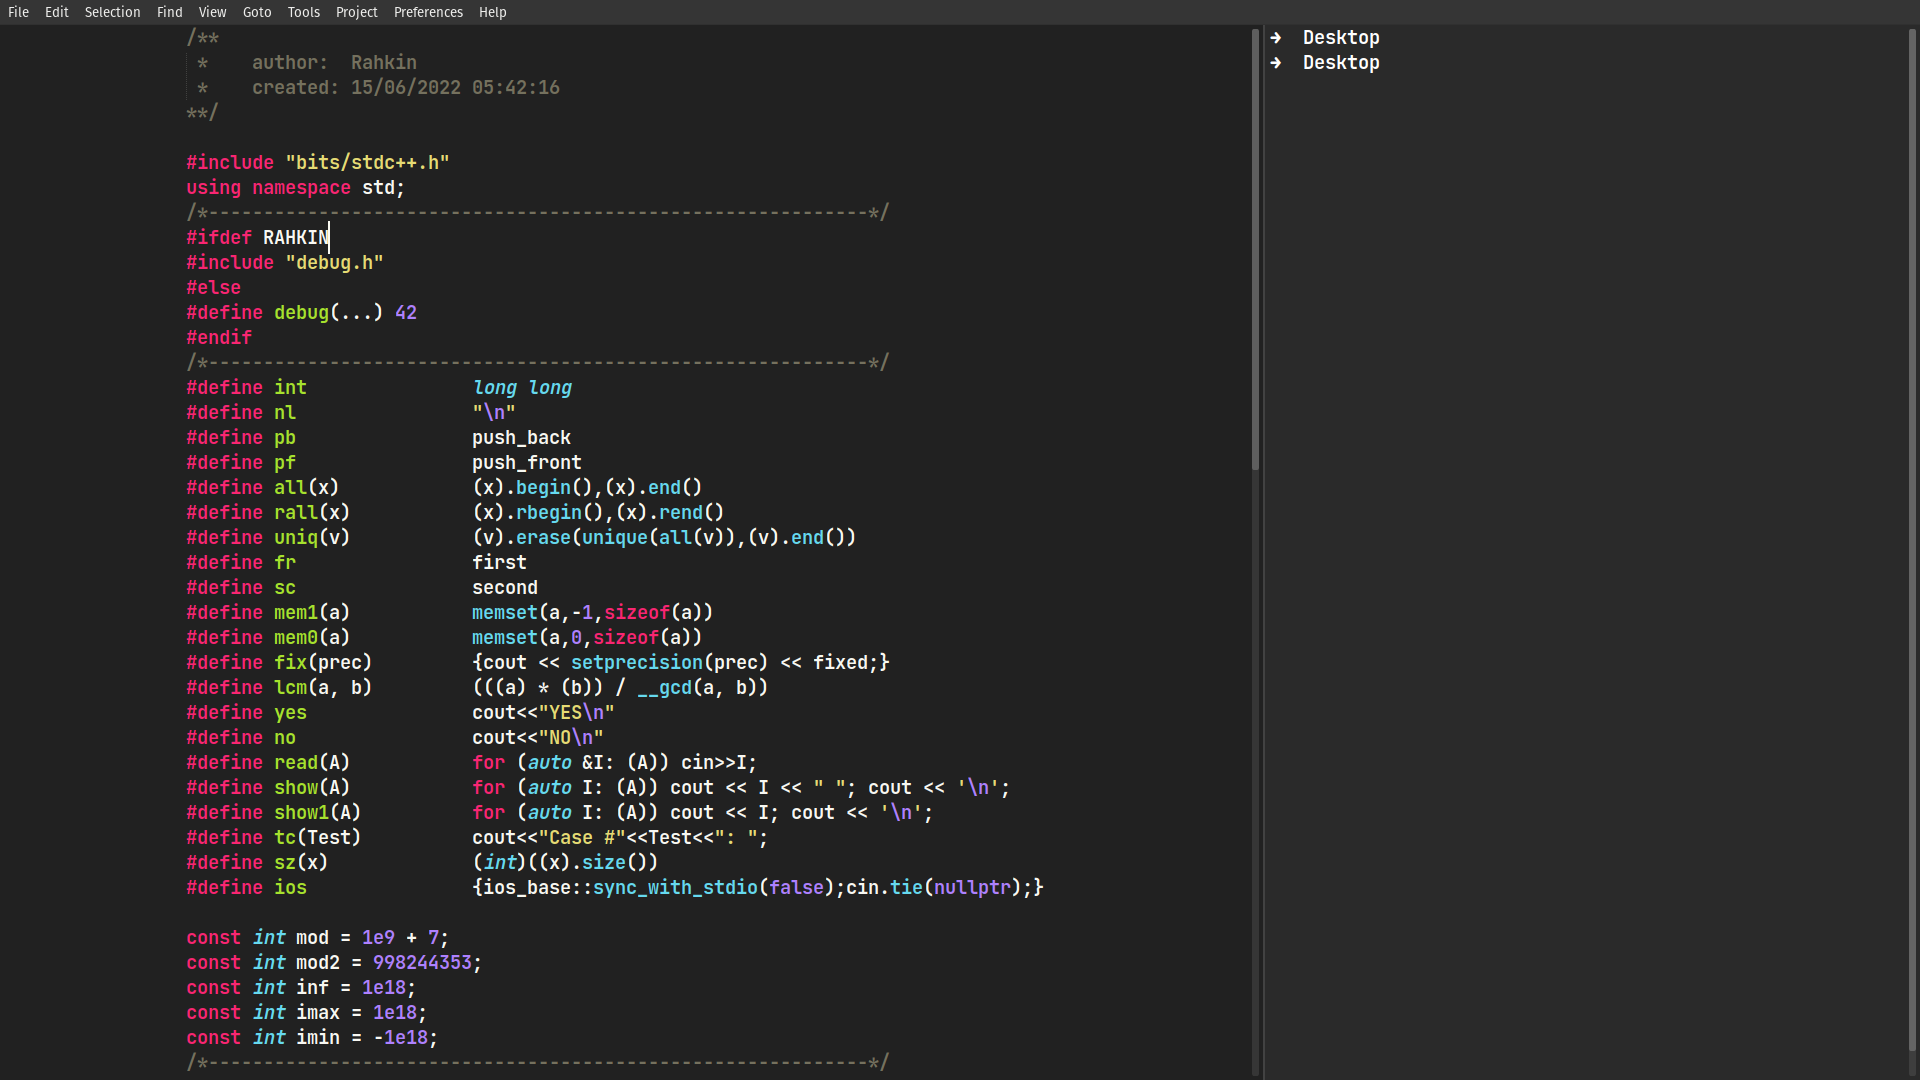 File Edit Selection Find View Goto Tools Project Preferences Help
/**
 *    author:  Rahkin
 *    created: 15/06/2022 05:42:16
**/
#include "bits/stdc++.h"
using namespace std;
/*------------------------------------------------------------*/
#ifdef RAHKIN
#include "debug.h"
#else
#define debug(...) 42
#endif
/*------------------------------------------------------------*/
#define int               long long
#define nl                "\n"
#define pb                push_back
#define pf                push_front
#define all(x)            (x).begin(),(x).end()
#define rall(x)           (x).rbegin(),(x).rend()
#define uniq(v)           (v).erase(unique(all(v)),(v).end())
#define fr                first
#define sc                second
#define mem1(a)           memset(a,-1,sizeof(a))
#define mem0(a)           memset(a,0,sizeof(a))
#define fix(prec)         {cout << setprecision(prec) << fixed;}
#define lcm(a, b)         (((a) * (b)) / __gcd(a, b))
#define yes               cout<<"YES\n"
#define no                cout<<"NO\n"
#define read(A)           for (auto &I: (A)) cin>>I;
#define show(A)           for (auto I: (A)) cout << I << " "; cout << '\n';
#define show1(A)          for (auto I: (A)) cout << I; cout << '\n';
#define tc(Test)          cout<<"Case #"<<Test<<": ";
#define sz(x)             (int)((x).size())
#define ios               {ios_base::sync_with_stdio(false);cin.tie(nullptr);}
const int mod = 1e9 + 7;
const int mod2 = 998244353;
const int inf = 1e18;
const int imax = 1e18;
const int imin = -1e18;
/*------------------------------------------------------------*/
→  Desktop
→  Desktop